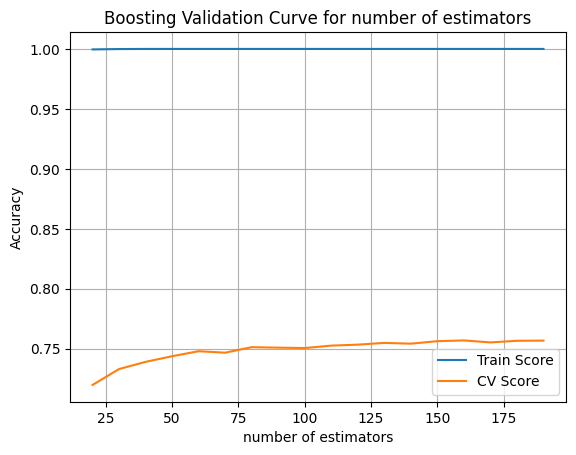 Boosting Validation Curve for number of estimators
1.00
0.95
0.90
0.85
0.80
0.75
Accuracy
Train Score
CV Score
25 50 75 100 125 150 175
number of estimators